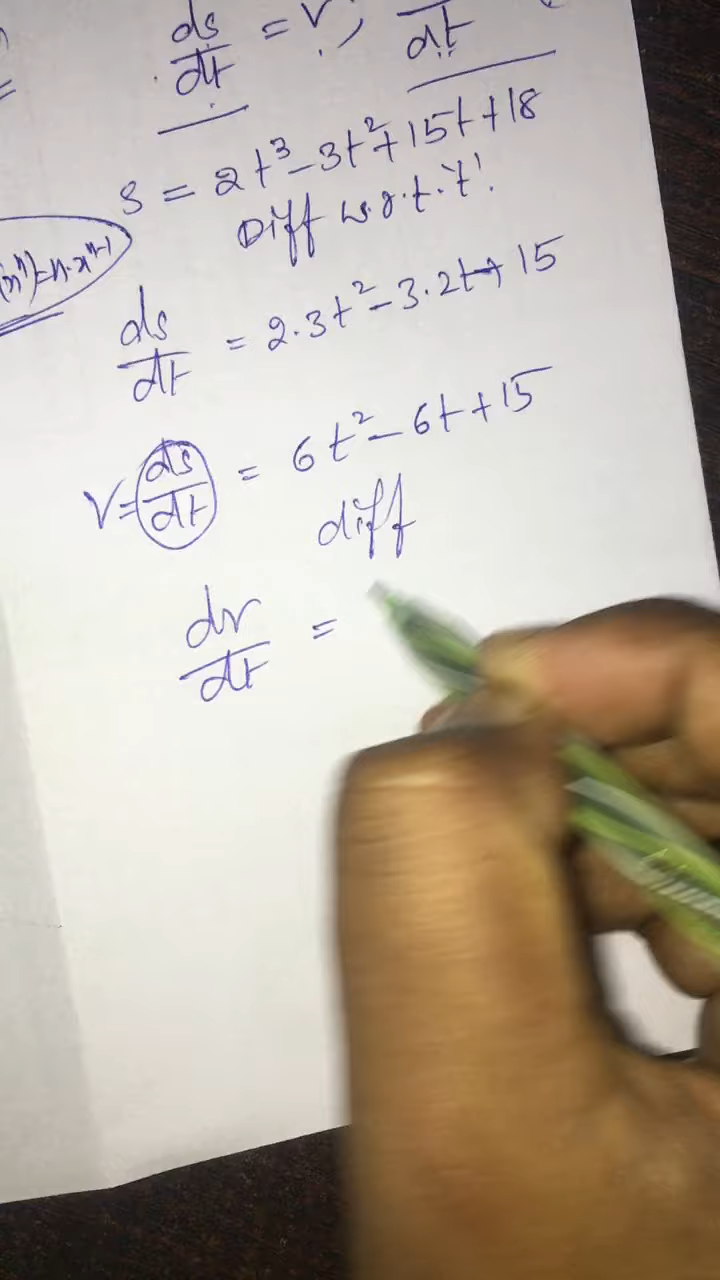 ds/dt = v,
dt
s = 2t³-3t²+15t+18
Diff w.r.t. 't'.
(xⁿ)=n.xⁿ⁻¹
ds/dt = 2.3t²-3.2t+15
v=ds/dt = 6t²-6t+15
diff
dv/dt =